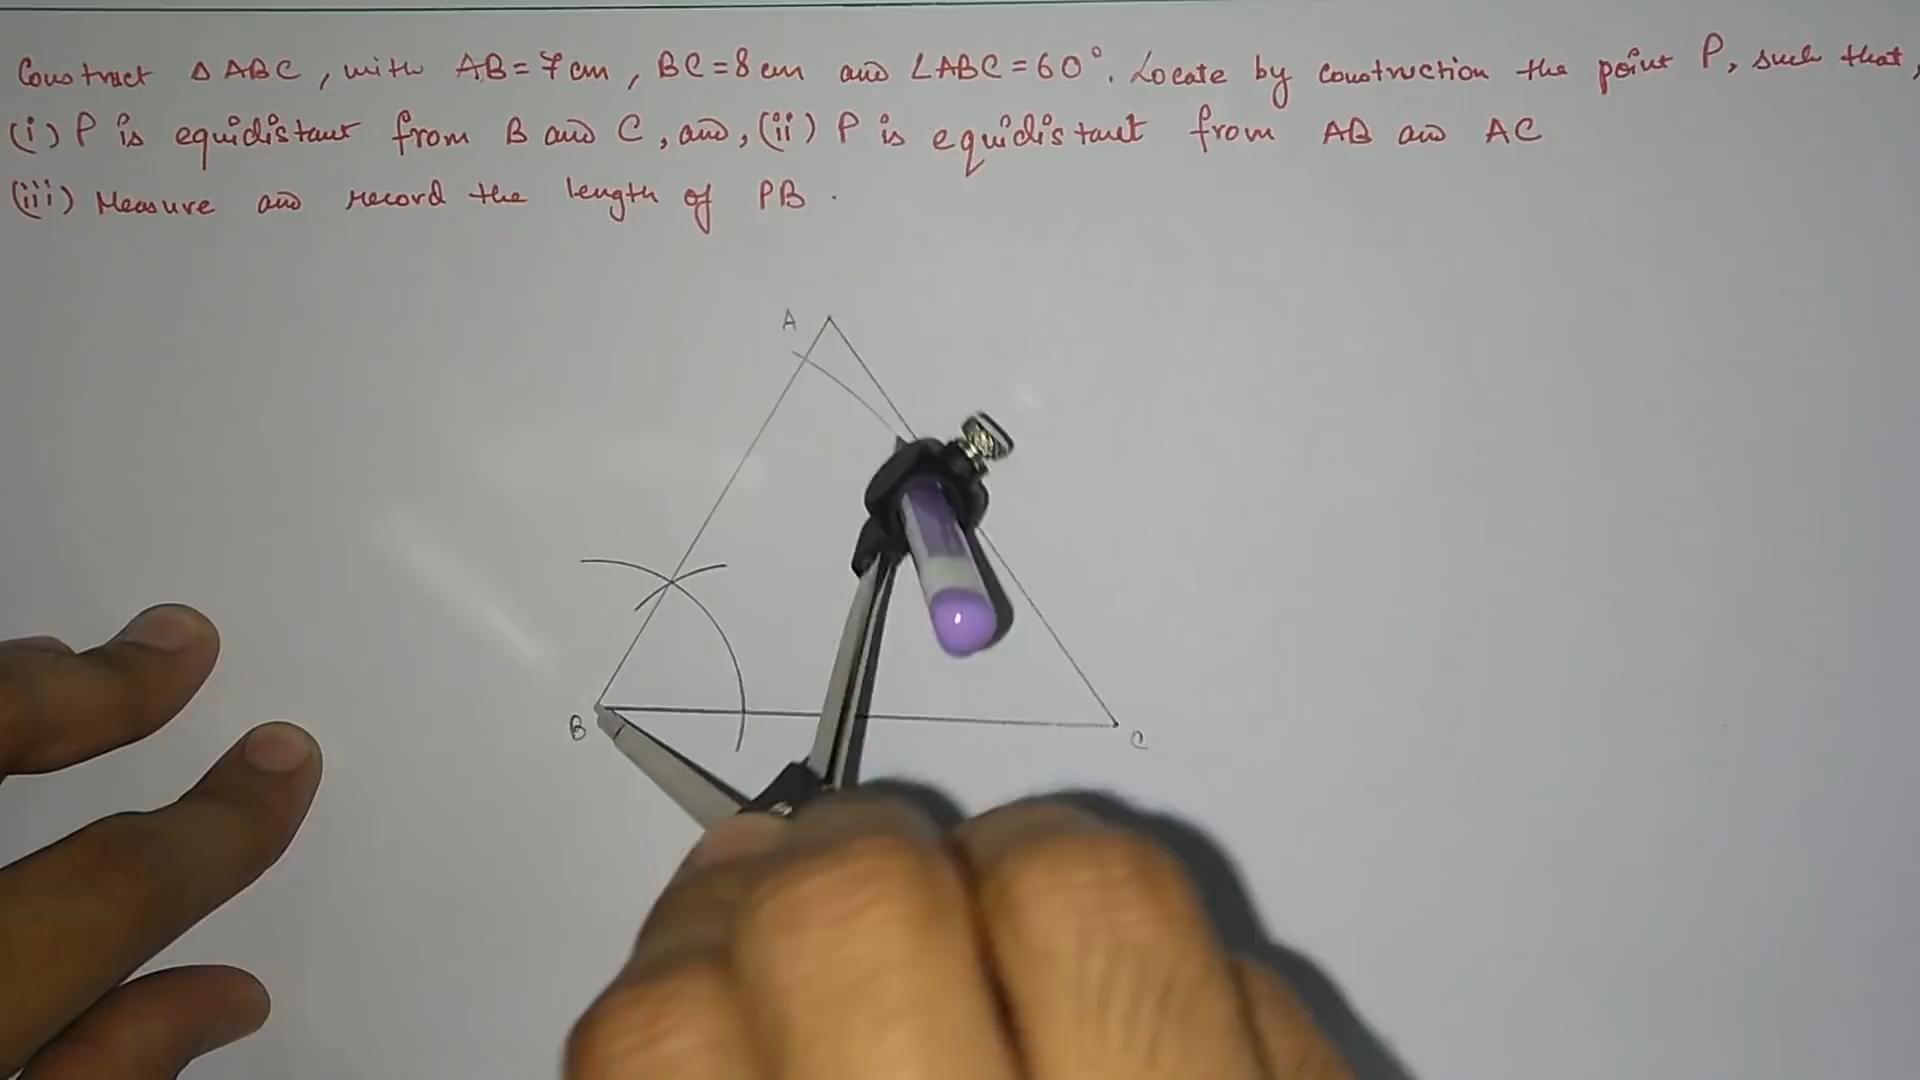 Construct Δ ABC, with AB = 7 cm, BC = 8 cm and ∠ABC = 60°. Locate by construction the point P, such that,
(i) P is equidistant from B and C, and, (ii) P is equidistant from AB and AC
(iii) Measure and record the length of PB.
A
B
C